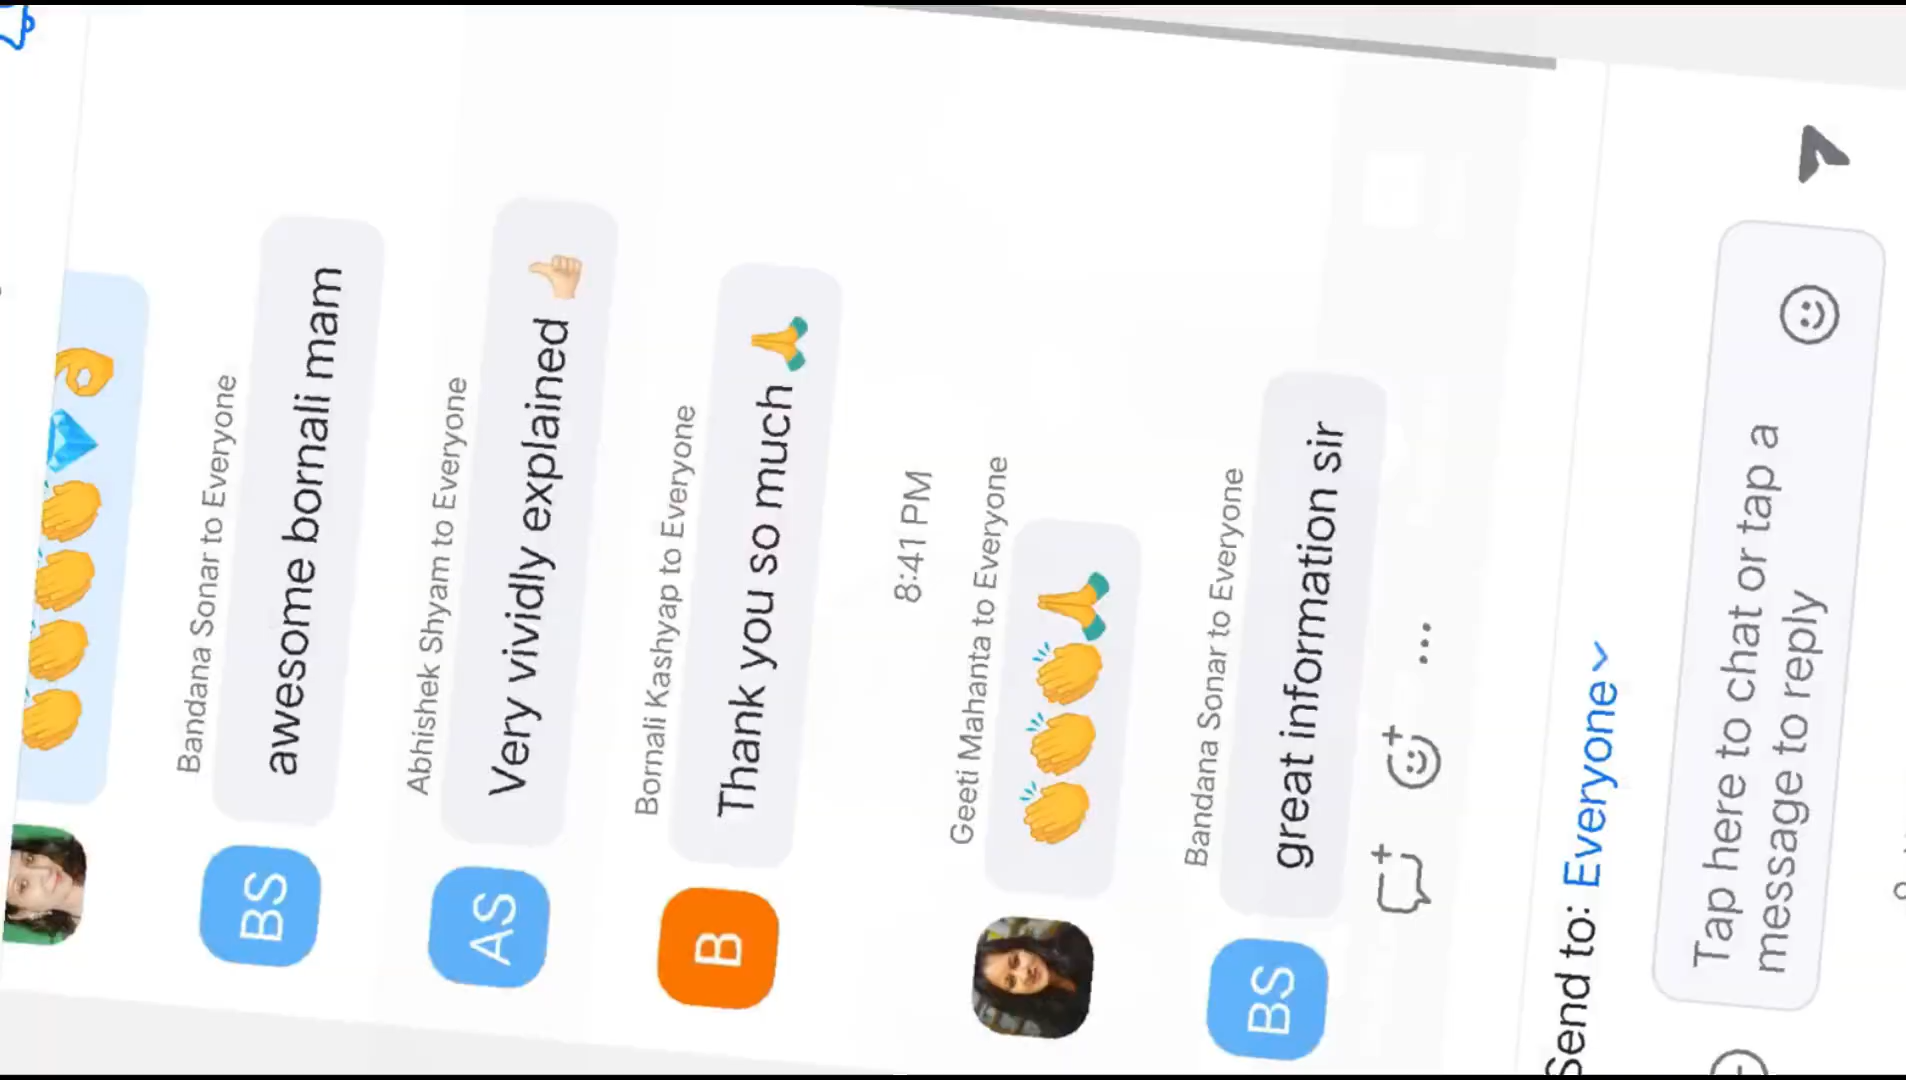 Bandana Sonar to Everyone
awesome bornali mam
BS
Abhishek Shyam to Everyone
Very vividly explained 👍🏻
AS
Bornali Kashyap to Everyone
Thank you so much 🙏
B
8:41 PM
Geeti Mahanta to Everyone
👏👏👏🙏
Bandana Sonar to Everyone
great information sir
BS
Send to: Everyone
Tap here to chat or tap a
message to reply